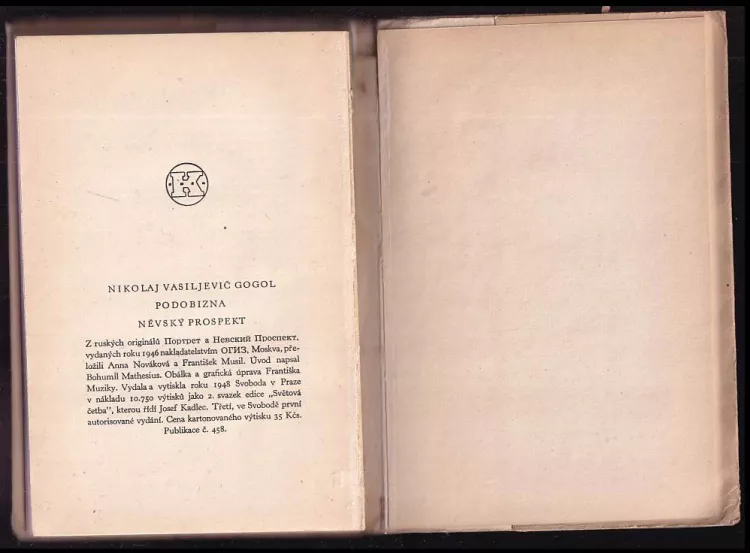 NIKOLAJ VASILJEVIČ GOGOL
PODOBIZNA
NĚVSKÝ PROSPEKT
Z ruských originálů Портрет a Невский Проспект,
vydaných roku 1946 nakladatelstvím ОГИЗ, Moskva, pře-
ložili Anna Nováková a František Musil. Úvod napsal
Bohumil Mathesius. Obálka a grafická úprava Františka
Muziky. Vydala a vytiskla roku 1948 Svoboda v Praze
v nákladu 10.750 výtisků jako 2. svazek edice „Světová
četba", kterou řídí Josef Kadlec. Třetí, ve Svobodě první
autorisované vydání. Cena kartonovaného výtisku 35 Kčs.
Publikace č. 458.